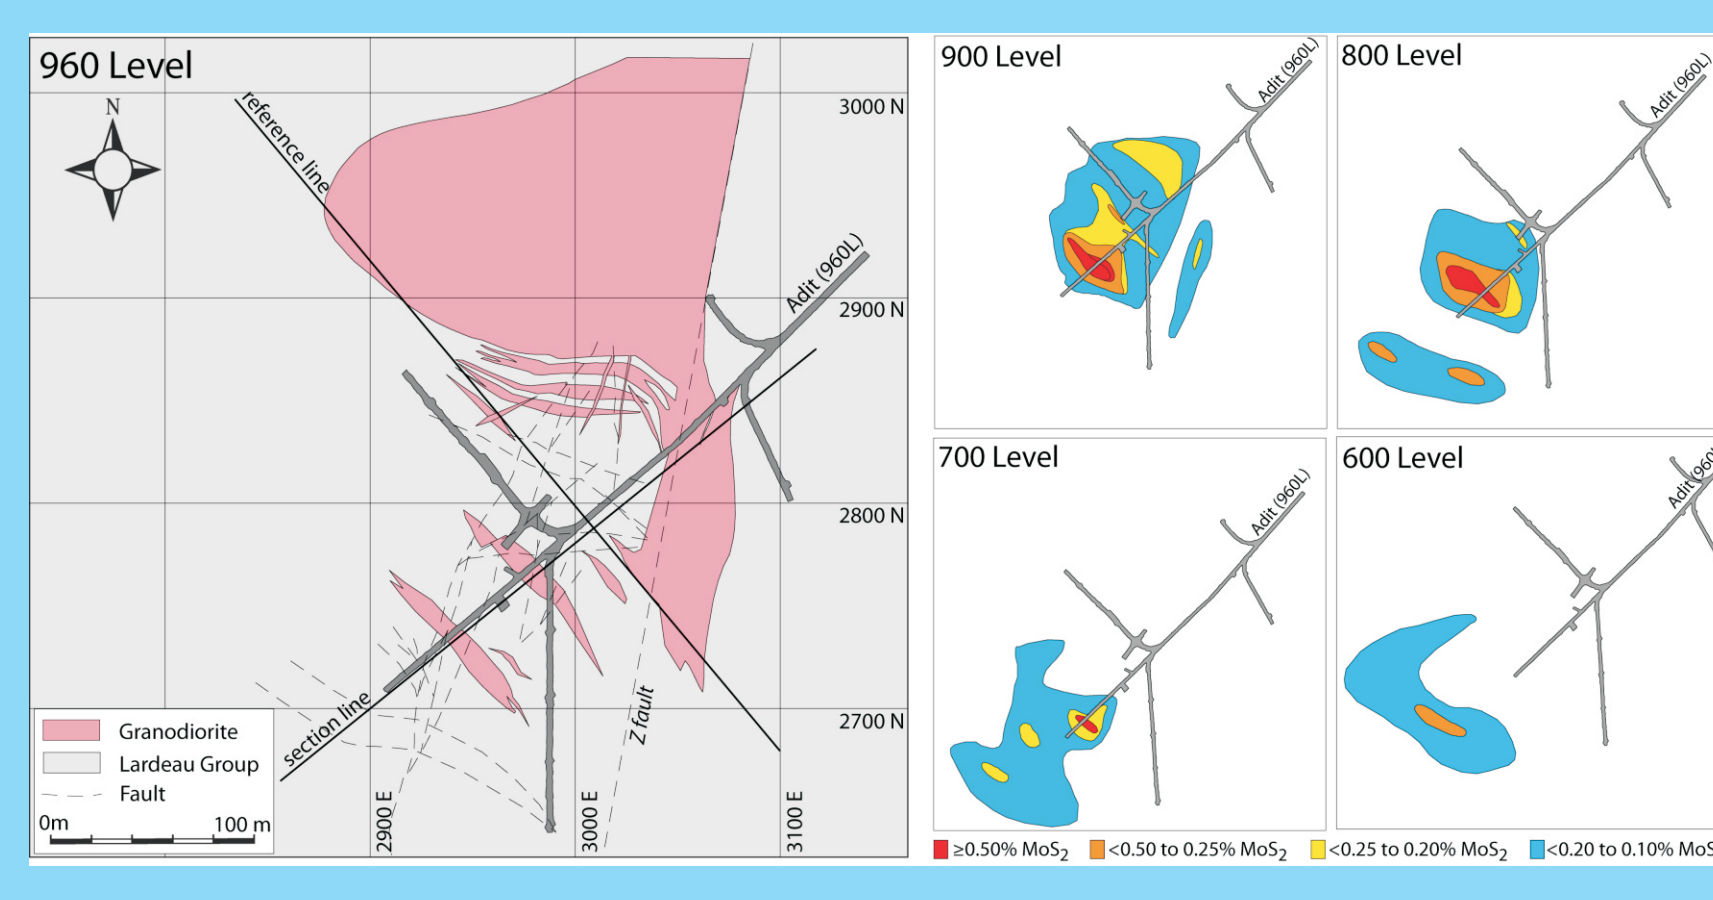 960 Level
N
reference line
3000 N
Adit (960L)
2900 N
2800 N
2700 N
section line
Z fault
Granodiorite
Lardeau Group
Fault
0m 100 m
2900 E
3000 E
3100 E
900 Level
Adit (960L)
800 Level
Adit (960L)
700 Level
Adit (960L)
600 Level
Adit (960L
≥0.50% MoS2
<0.50 to 0.25% MoS2
<0.25 to 0.20% MoS2
<0.20 to 0.10% MoS